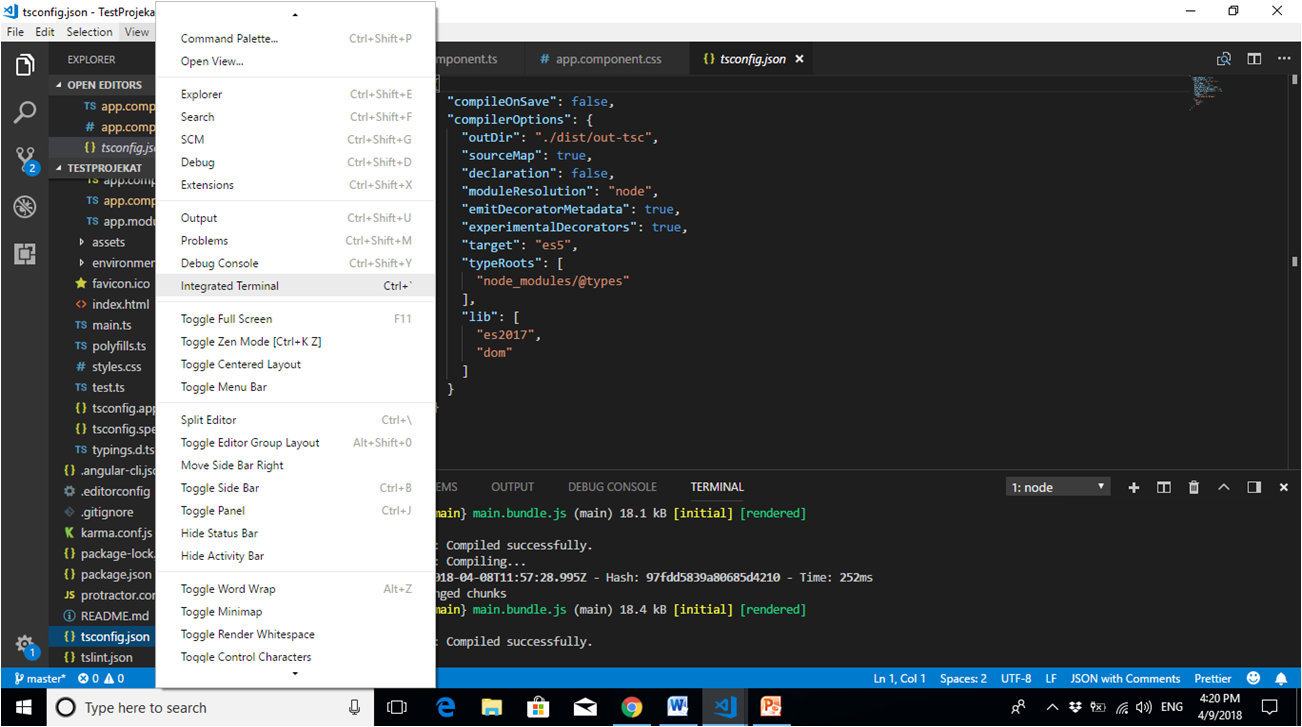 tsconfig.json - TestProjekat
File Edit Selection View
EXPLORER
OPEN EDITORS
TS app.comp
# app.comp
{} tsconfig.jso
TESTPROJEKAT
TS app.comp
TS app.comp
TS app.modu
assets
environmen
favicon.ico
<> index.html
TS main.ts
TS polyfills.ts
# styles.css
TS test.ts
{} tsconfig.app
{} tsconfig.spe
TS typings.d.ts
{} .angular-cli.jso
.editorconfig
.gitignore
karma.conf.js
{} package-lock.
{} package.json
JS protractor.con
README.md
{} tsconfig.json
{} tslint.json
2
1
Command Palette... Ctrl+Shift+P
Open View...
Explorer Ctrl+Shift+E
Search Ctrl+Shift+F
SCM Ctrl+Shift+G
Debug Ctrl+Shift+D
Extensions Ctrl+Shift+X
Output Ctrl+Shift+U
Problems Ctrl+Shift+M
Debug Console Ctrl+Shift+Y
Integrated Terminal Ctrl+`
Toggle Full Screen F11
Toggle Zen Mode [Ctrl+K Z]
Toggle Centered Layout
Toggle Menu Bar
Split Editor Ctrl+\
Toggle Editor Group Layout Alt+Shift+0
Move Side Bar Right
Toggle Side Bar Ctrl+B
Toggle Panel Ctrl+J
Hide Status Bar
Hide Activity Bar
Toggle Word Wrap Alt+Z
Toggle Minimap
Toggle Render Whitespace
Toggle Control Characters
mponent.ts # app.component.css {} tsconfig.json
"compileOnSave": false,
"compilerOptions": {
"outDir": "./dist/out-tsc",
"sourceMap": true,
"declaration": false,
"moduleResolution": "node",
"emitDecoratorMetadata": true,
"experimentalDecorators": true,
"target": "es5",
"typeRoots": [
"node_modules/@types"
],
"lib": [
"es2017",
"dom"
]
}
}
EMS OUTPUT DEBUG CONSOLE TERMINAL 1: node
main} main.bundle.js (main) 18.1 kB [initial] [rendered]
: Compiled successfully.
: Compiling...
018-04-08T11:57:28.995Z - Hash: 97fdd5839a80685d4210 - Time: 252ms
nged chunks
main} main.bundle.js (main) 18.4 kB [initial] [rendered]
: Compiled successfully.
master* 0 0 Ln 1, Col 1 Spaces: 2 UTF-8 LF JSON with Comments Prettier
Type here to search ENG 4:20 PM
4/9/2018